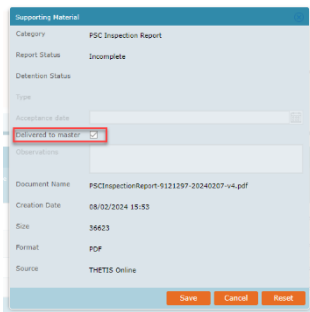 Supporting Material
Category PSC Inspection Report
Report Status Incomplete
Detention Status
Type
Acceptance date
Delivered to master
Observations
Document Name PSCInspectionReport-9121297-20240207-v4.pdf
Creation Date 08/02/2024 15:53
Size 36623
Format PDF
Source THETIS Online
Save Cancel Reset